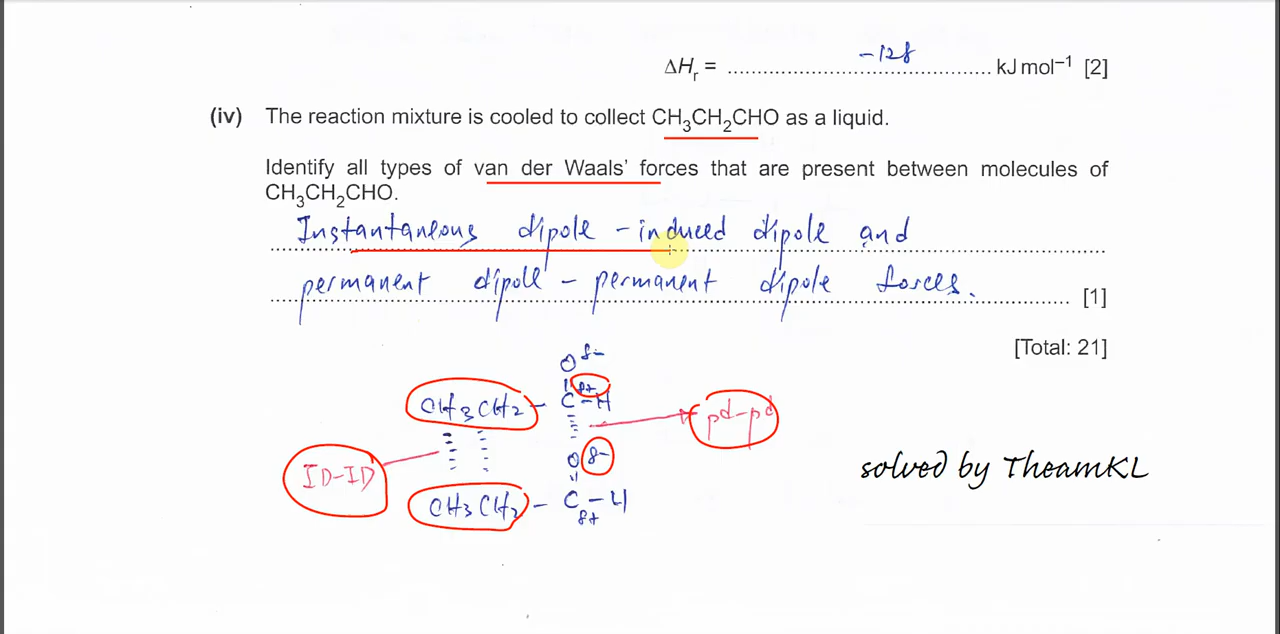 ΔHr = -128 kJ mol–1 [2]
(iv) The reaction mixture is cooled to collect CH3CH2CHO as a liquid.
Identify all types of van der Waals’ forces that are present between molecules of
CH3CH2CHO.
Instantaneous dipole - induced dipole and
permanent dipole - permanent dipole forces. [1]
[Total: 21]
O δ-
δ+
CH3CH2 - C - H
pd-pd
O δ-
ID-ID
CH3CH2 - C - H
δ+
solved by TheamKL